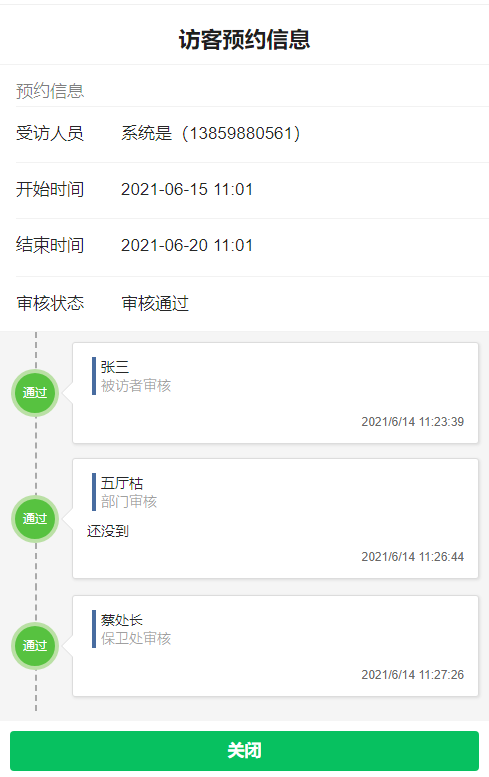 访客预约信息
预约信息
受访人员 系统是（13859880561）
开始时间 2021-06-15 11:01
结束时间 2021-06-20 11:01
审核状态 审核通过
通过
张三
被访者审核
2021/6/14 11:23:39
通过
五厅枯
部门审核
还没到
2021/6/14 11:26:44
通过
蔡处长
保卫处审核
2021/6/14 11:27:26
关闭